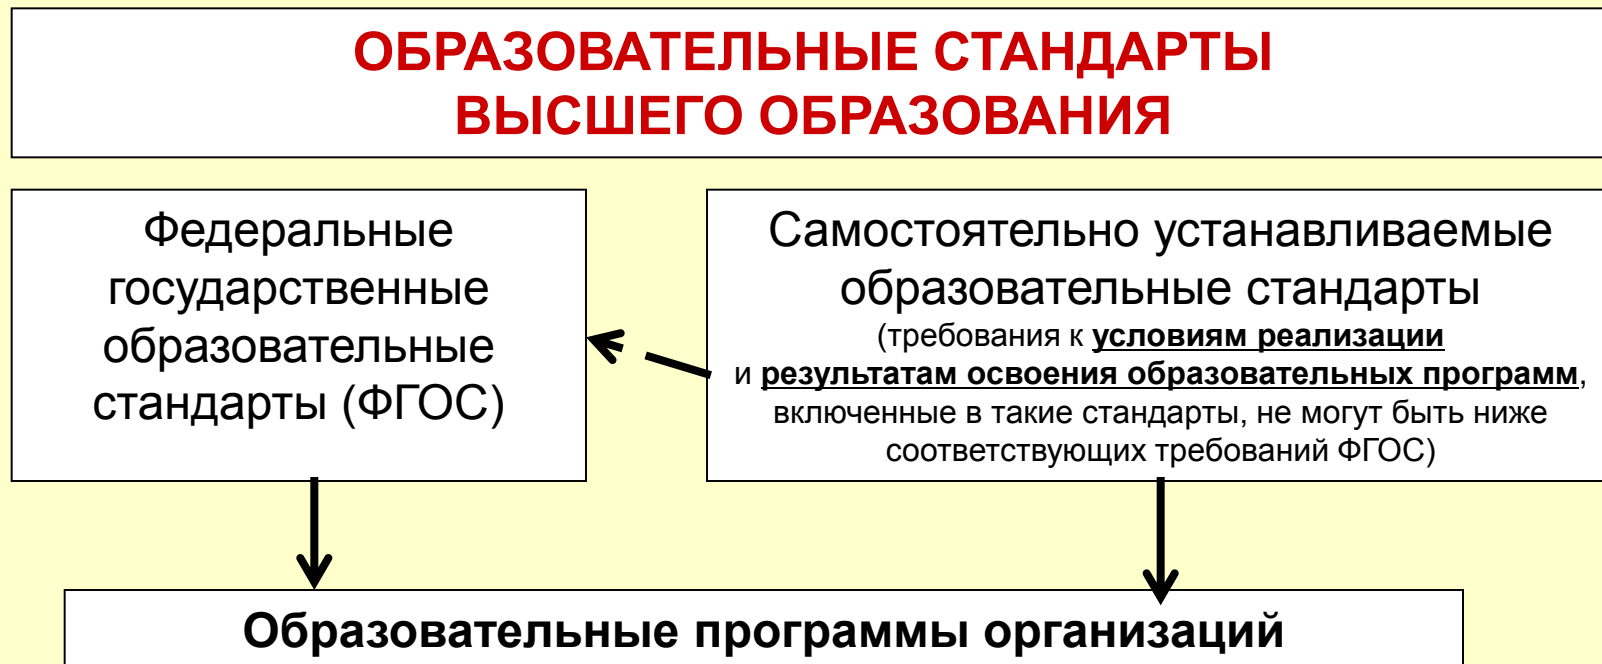 ОБРАЗОВАТЕЛЬНЫЕ СТАНДАРТЫ
ВЫСШЕГО ОБРАЗОВАНИЯ
Федеральные
государственные
образовательные
стандарты (ФГОС)
Самостоятельно устанавливаемые
образовательные стандарты
(требования к условиям реализации
и результатам освоения образовательных программ,
включенные в такие стандарты, не могут быть ниже
соответствующих требований ФГОС)
Образовательные программы организаций